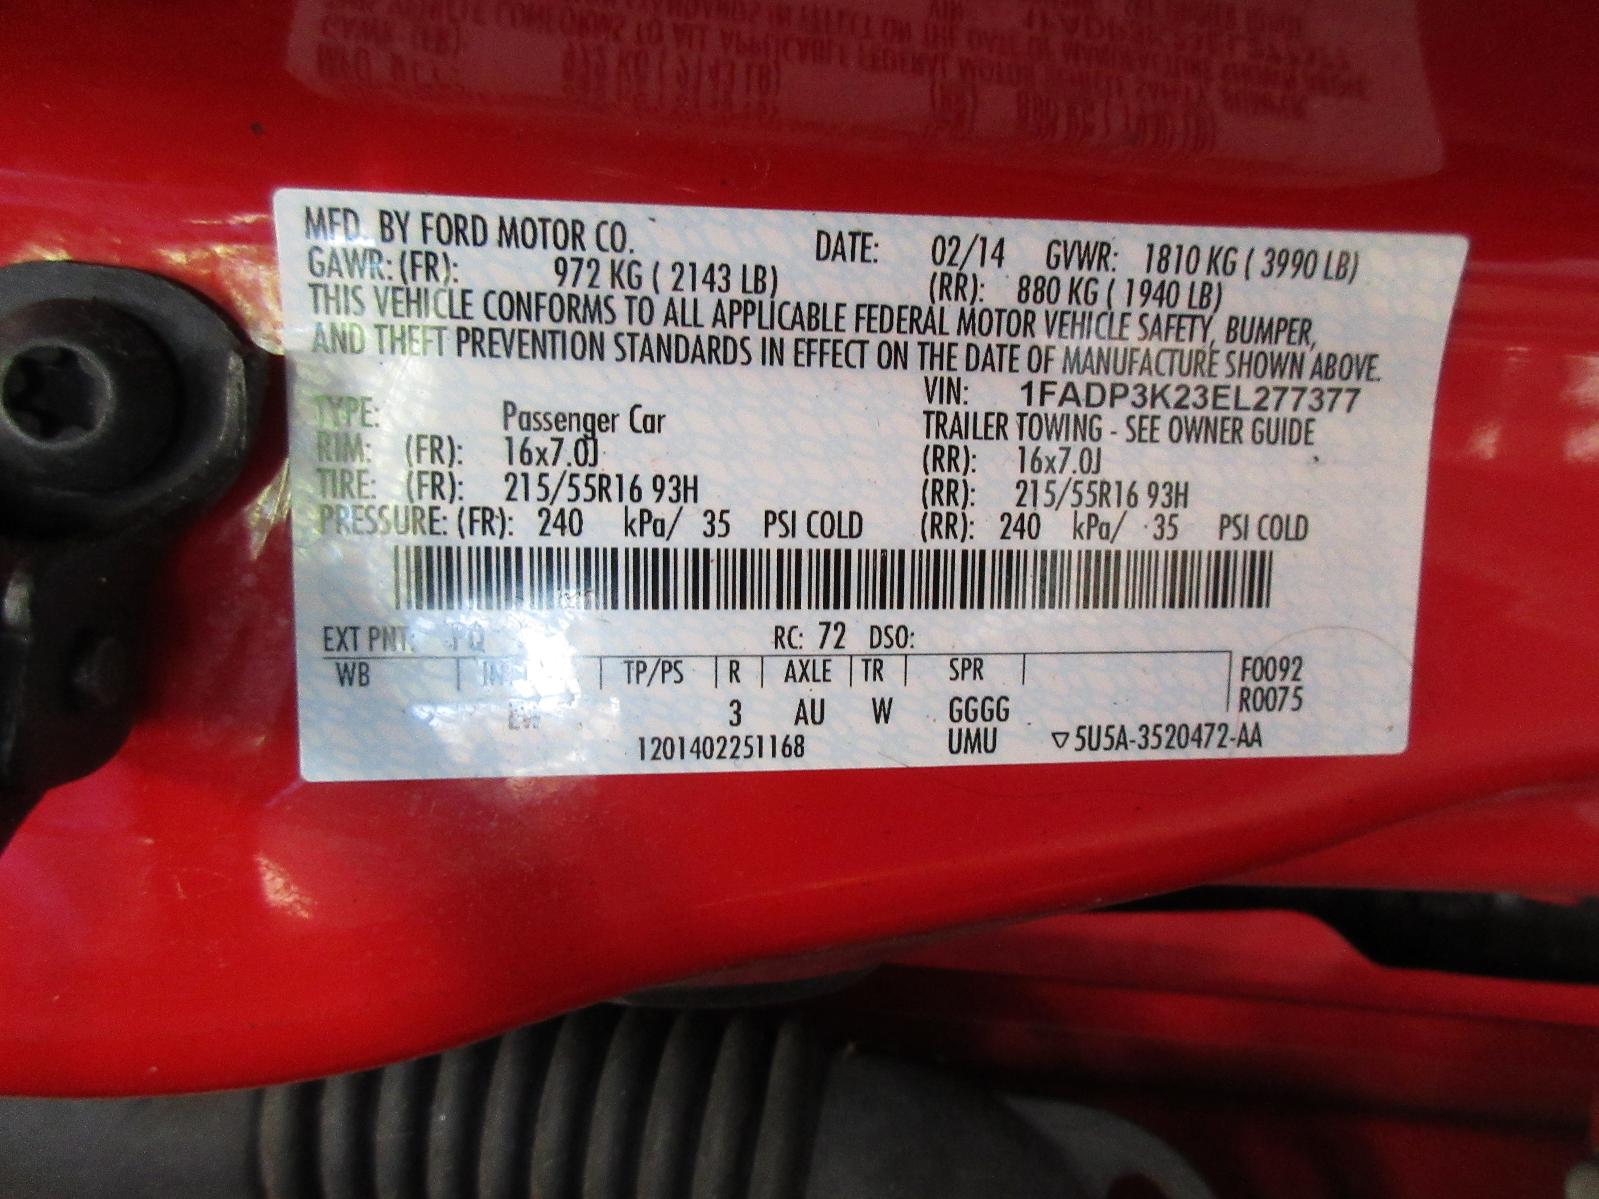 MFD. BY FORD MOTOR CO. DATE: 02/14 GVWR: 1810 KG ( 3990 LB)
GAWR: (FR): 972 KG ( 2143 LB) (RR): 880 KG ( 1940 LB)
THIS VEHICLE CONFORMS TO ALL APPLICABLE FEDERAL MOTOR VEHICLE SAFETY, BUMPER,
AND THEFT PREVENTION STANDARDS IN EFFECT ON THE DATE OF MANUFACTURE SHOWN ABOVE.
VIN: 1FADP3K23EL277377
TYPE: Passenger Car TRAILER TOWING - SEE OWNER GUIDE
RIM: (FR): 16x7.0J (RR): 16x7.0J
TIRE: (FR): 215/55R16 93H (RR): 215/55R16 93H
PRESSURE: (FR): 240 kPa/ 35 PSI COLD (RR): 240 kPa/ 35 PSI COLD
EXT PNT: RC: 72 DSO:
WB TP/PS R AXLE TR SPR F0092
3 AU W GGGG R0075
1201402251168 UMU ▽5U5A-3520472-AA